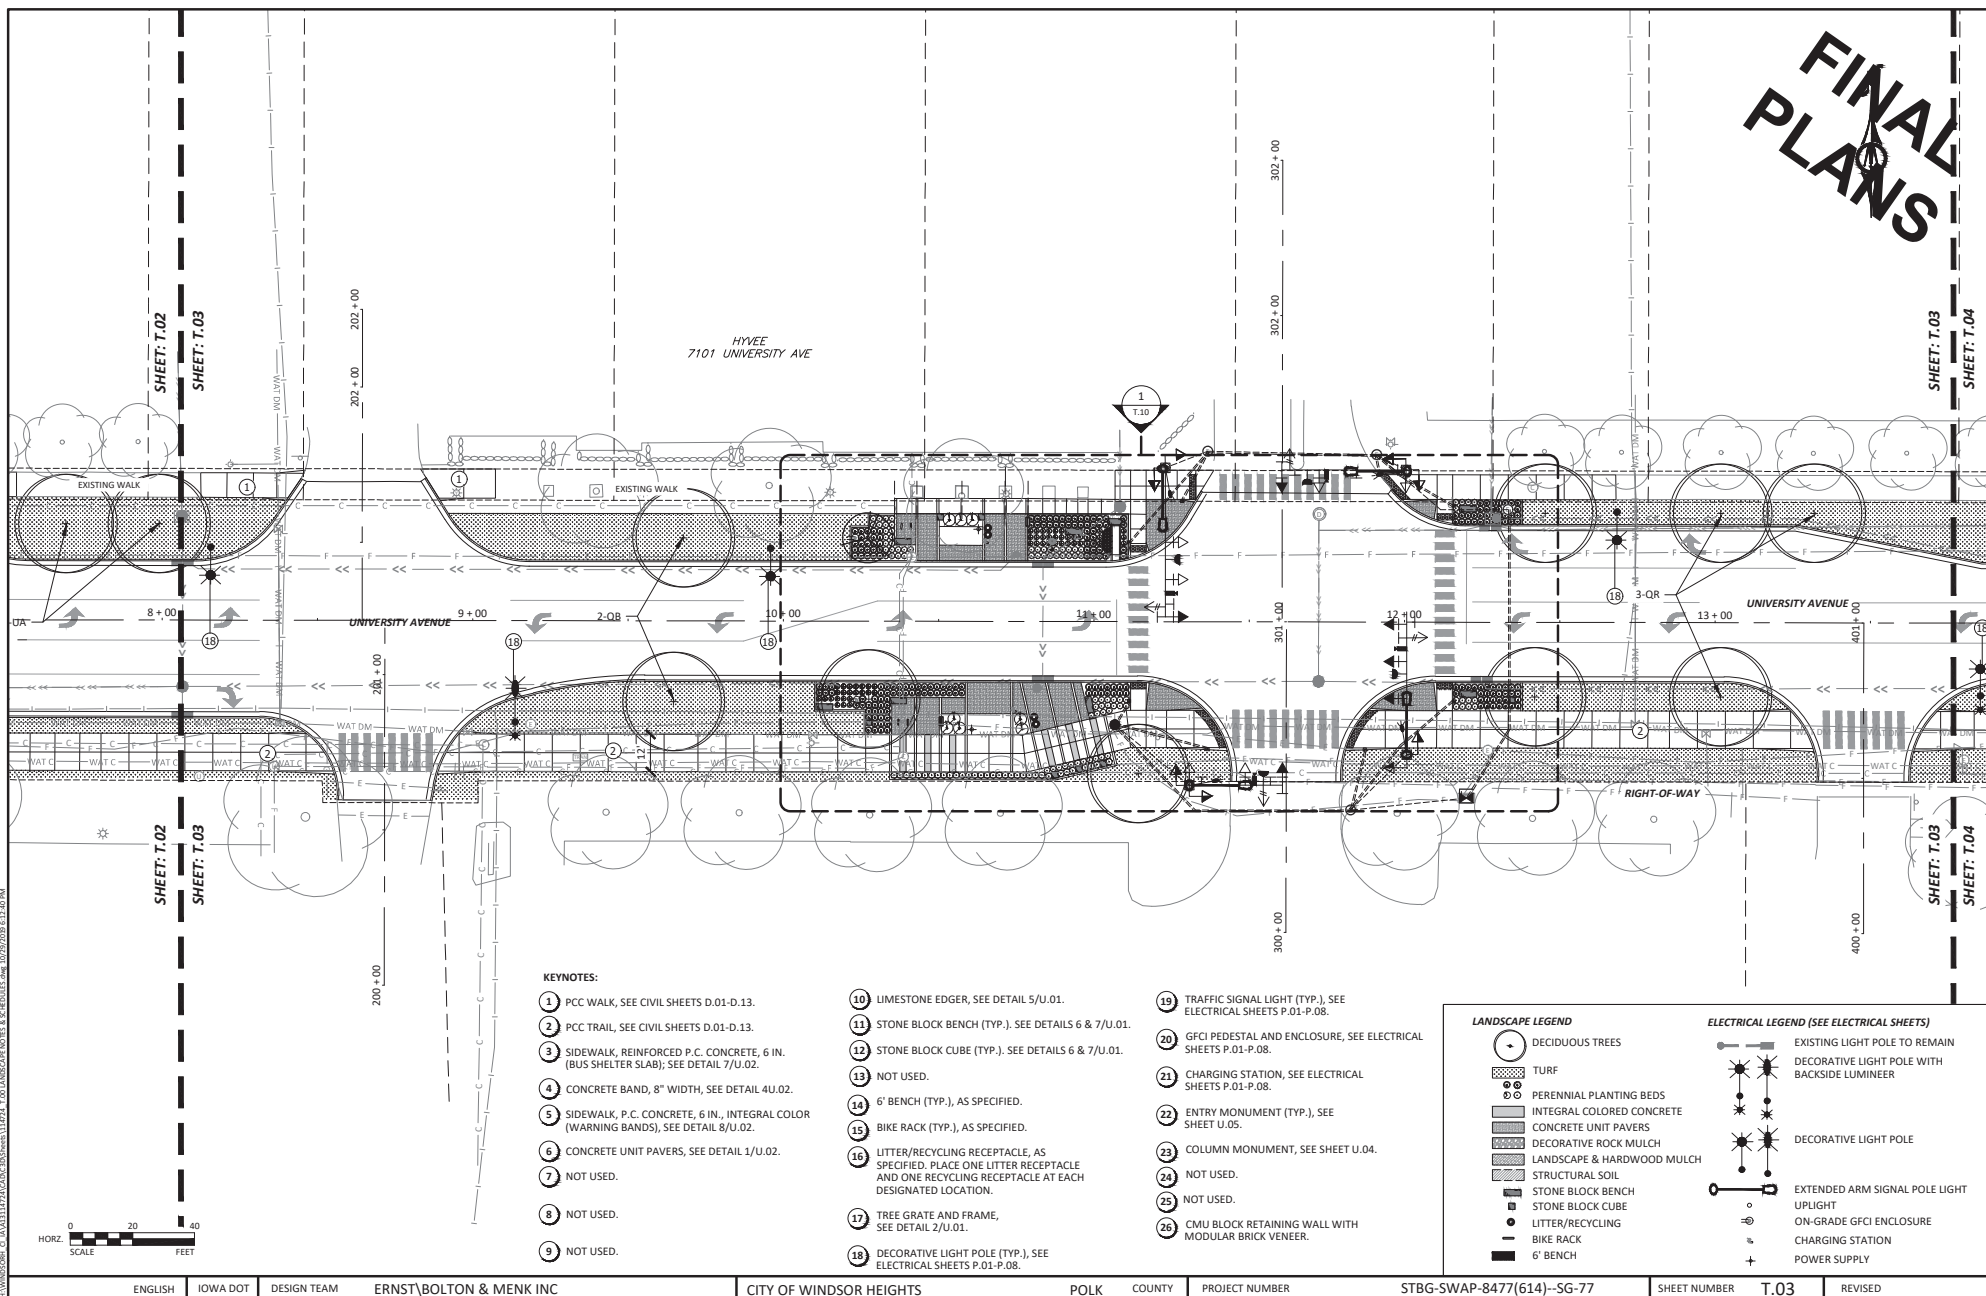 FINAL
PLANS
302 + 00
302 + 00
202 + 00
202 + 00
SHEET: T.02
SHEET: T.03
SHEET: T.03
SHEET: T.04
HYVEE
7101 UNIVERSITY AVE
1
T.10
EXISTING WALK
1
1
EXISTING WALK
8 + 00
9 + 00
10 + 00
11 + 00
12 + 00
13 + 00
UNIVERSITY AVENUE
2-QB
3-QR
UNIVERSITY AVENUE
18
18
18
18
18
201 + 00
301 + 00
401 + 00
2
2
12'
2
RIGHT-OF-WAY
SHEET: T.02
SHEET: T.03
SHEET: T.03
SHEET: T.04
200 + 00
300 + 00
400 + 00
KEYNOTES:
1 PCC WALK, SEE CIVIL SHEETS D.01-D.13.
2 PCC TRAIL, SEE CIVIL SHEETS D.01-D.13.
3 SIDEWALK, REINFORCED P.C. CONCRETE, 6 IN.
(BUS SHELTER SLAB); SEE DETAIL 7/U.02.
4 CONCRETE BAND, 8" WIDTH, SEE DETAIL 4U.02.
5 SIDEWALK, P.C. CONCRETE, 6 IN., INTEGRAL COLOR
(WARNING BANDS), SEE DETAIL 8/U.02.
6 CONCRETE UNIT PAVERS, SEE DETAIL 1/U.02.
7 NOT USED.
8 NOT USED.
9 NOT USED.
10 LIMESTONE EDGER, SEE DETAIL 5/U.01.
11 STONE BLOCK BENCH (TYP.). SEE DETAILS 6 & 7/U.01.
12 STONE BLOCK CUBE (TYP.). SEE DETAILS 6 & 7/U.01.
13 NOT USED.
14 6' BENCH (TYP.), AS SPECIFIED.
15 BIKE RACK (TYP.), AS SPECIFIED.
16 LITTER/RECYCLING RECEPTACLE, AS
SPECIFIED. PLACE ONE LITTER RECEPTACLE
AND ONE RECYCLING RECEPTACLE AT EACH
DESIGNATED LOCATION.
17 TREE GRATE AND FRAME,
SEE DETAIL 2/U.01.
18 DECORATIVE LIGHT POLE (TYP.), SEE
ELECTRICAL SHEETS P.01-P.08.
19 TRAFFIC SIGNAL LIGHT (TYP.), SEE
ELECTRICAL SHEETS P.01-P.08.
20 GFCI PEDESTAL AND ENCLOSURE, SEE ELECTRICAL
SHEETS P.01-P.08.
21 CHARGING STATION, SEE ELECTRICAL
SHEETS P.01-P.08.
22 ENTRY MONUMENT (TYP.), SEE
SHEET U.05.
23 COLUMN MONUMENT, SEE SHEET U.04.
24 NOT USED.
25 NOT USED.
26 CMU BLOCK RETAINING WALL WITH
MODULAR BRICK VENEER.
LANDSCAPE LEGEND
DECIDUOUS TREES
TURF
PERENNIAL PLANTING BEDS
INTEGRAL COLORED CONCRETE
CONCRETE UNIT PAVERS
DECORATIVE ROCK MULCH
LANDSCAPE & HARDWOOD MULCH
STRUCTURAL SOIL
STONE BLOCK BENCH
STONE BLOCK CUBE
LITTER/RECYCLING
BIKE RACK
6' BENCH
ELECTRICAL LEGEND (SEE ELECTRICAL SHEETS)
EXISTING LIGHT POLE TO REMAIN
DECORATIVE LIGHT POLE WITH
BACKSIDE LUMINEER
DECORATIVE LIGHT POLE
EXTENDED ARM SIGNAL POLE LIGHT
UPLIGHT
ON-GRADE GFCI ENCLOSURE
CHARGING STATION
POWER SUPPLY
HORZ.
0 20 40
SCALE FEET
ENGLISH IOWA DOT DESIGN TEAM ERNST\BOLTON & MENK INC CITY OF WINDSOR HEIGHTS POLK COUNTY PROJECT NUMBER STBG-SWAP-8477(614)--SG-77 SHEET NUMBER T.03 REVISED